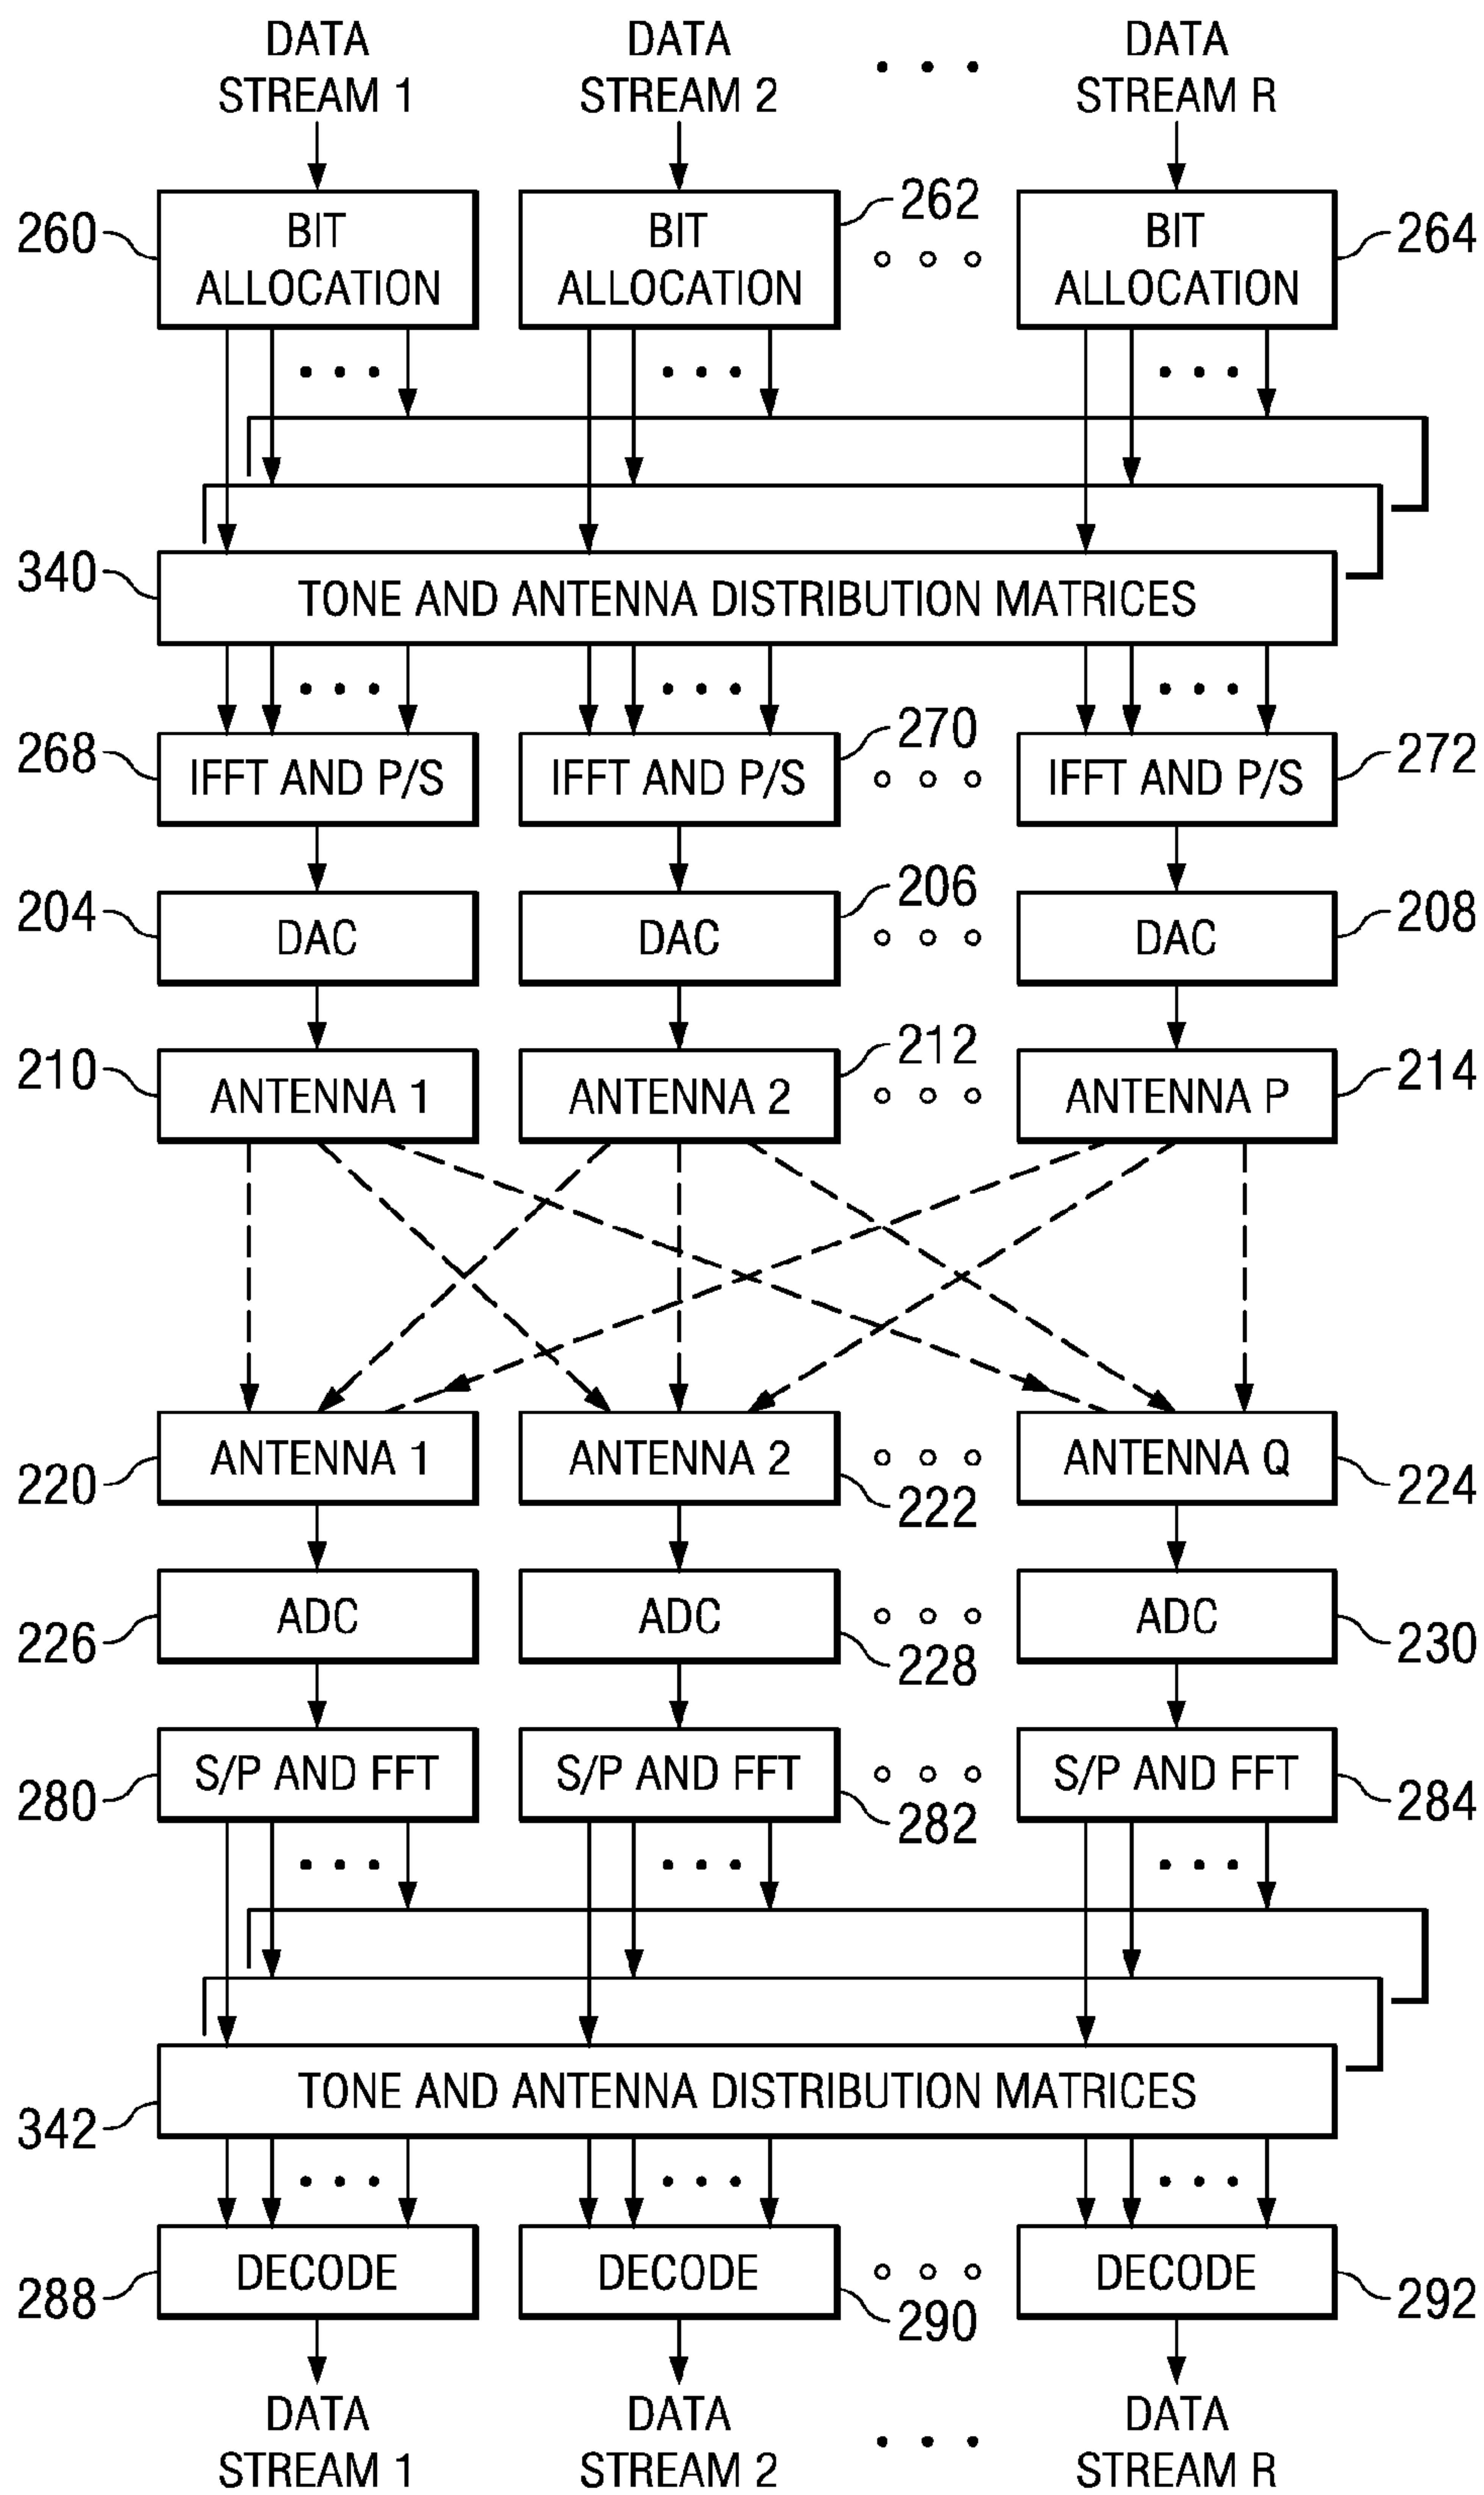 DATA STREAM 1
DATA STREAM 2
. . .
DATA STREAM R
260
BIT ALLOCATION
BIT ALLOCATION
262
BIT ALLOCATION
264
340
TONE AND ANTENNA DISTRIBUTION MATRICES
268
IFFT AND P/S
IFFT AND P/S
270
IFFT AND P/S
272
204
DAC
DAC
206
DAC
208
210
ANTENNA 1
ANTENNA 2
212
ANTENNA P
214
220
ANTENNA 1
ANTENNA 2
222
ANTENNA Q
224
226
ADC
ADC
228
ADC
230
280
S/P AND FFT
S/P AND FFT
282
S/P AND FFT
284
342
TONE AND ANTENNA DISTRIBUTION MATRICES
288
DECODE
DECODE
290
DECODE
292
DATA STREAM 1
DATA STREAM 2
. . .
DATA STREAM R